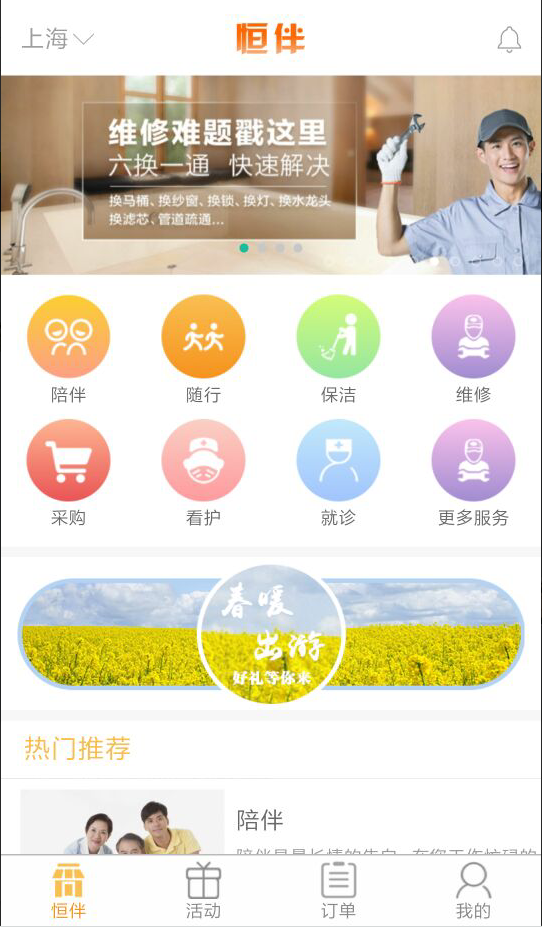 上海
恒伴
维修难题戳这里
六换一通 快速解决
换马桶、换纱窗、换锁、换灯、换水龙头
换滤芯、管道疏通...
陪伴 随行 保洁 维修
采购 看护 就诊 更多服务
春暖
出游
好礼等你来
热门推荐
陪伴
恒伴 活动 订单 我的